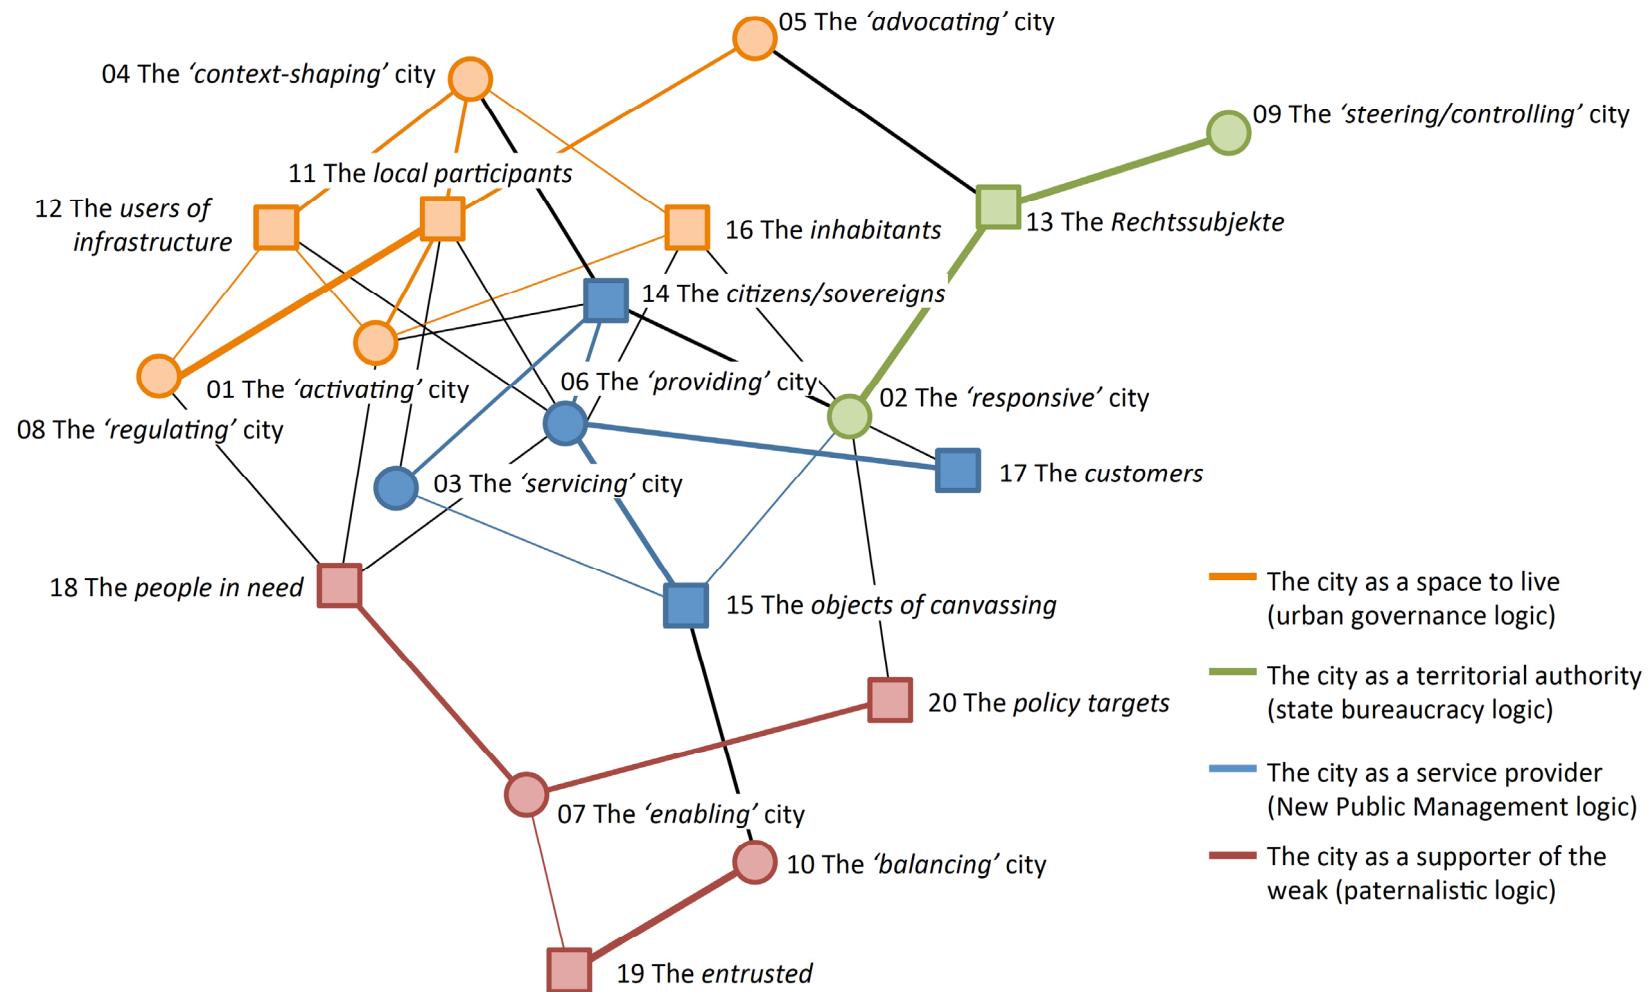 05 The ‘advocating’ city
04 The ‘context-shaping’ city
09 The ‘steering/controlling’ city
11 The local participants
12 The users of
infrastructure
16 The inhabitants
13 The Rechtssubjekte
14 The citizens/sovereigns
01 The ‘activating’ city
06 The ‘providing’ city
02 The ‘responsive’ city
08 The ‘regulating’ city
03 The ‘servicing’ city
17 The customers
18 The people in need
15 The objects of canvassing
20 The policy targets
07 The ‘enabling’ city
10 The ‘balancing’ city
19 The entrusted
The city as a space to live
(urban governance logic)
The city as a territorial authority
(state bureaucracy logic)
The city as a service provider
(New Public Management logic)
The city as a supporter of the
weak (paternalistic logic)